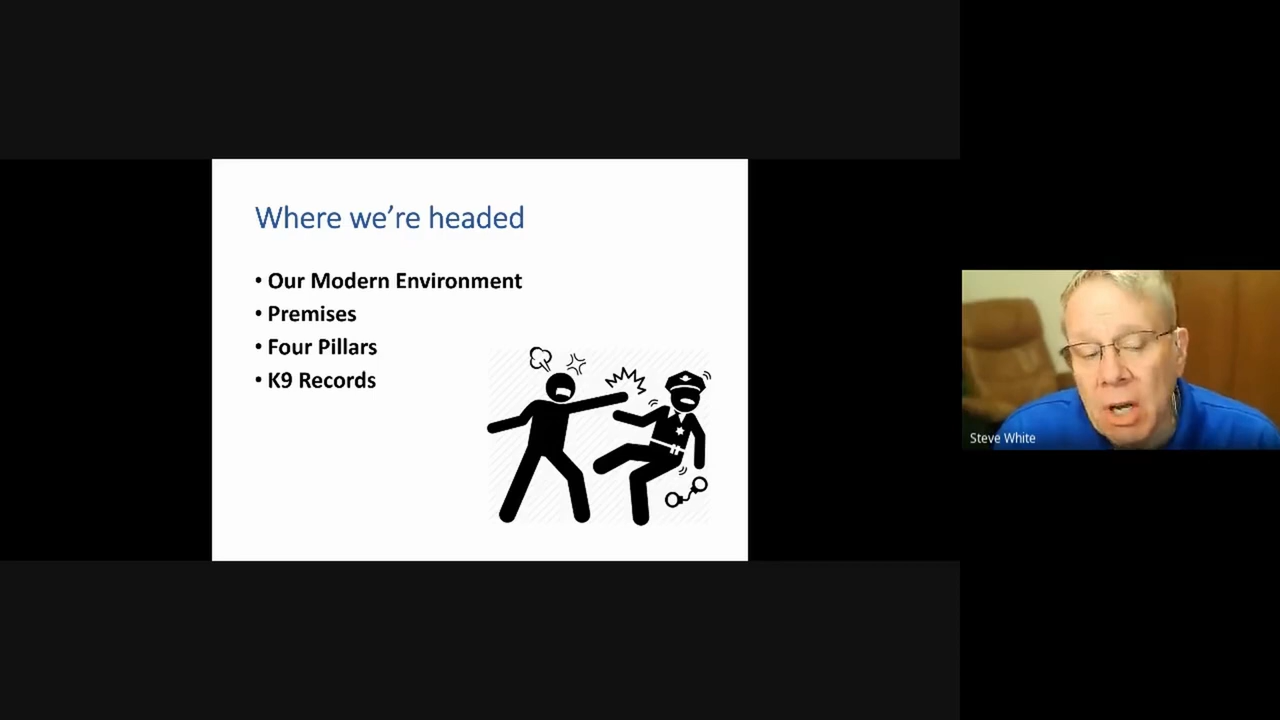 Where we're headed
• Our Modern Environment
• Premises
• Four Pillars
• K9 Records
Steve White